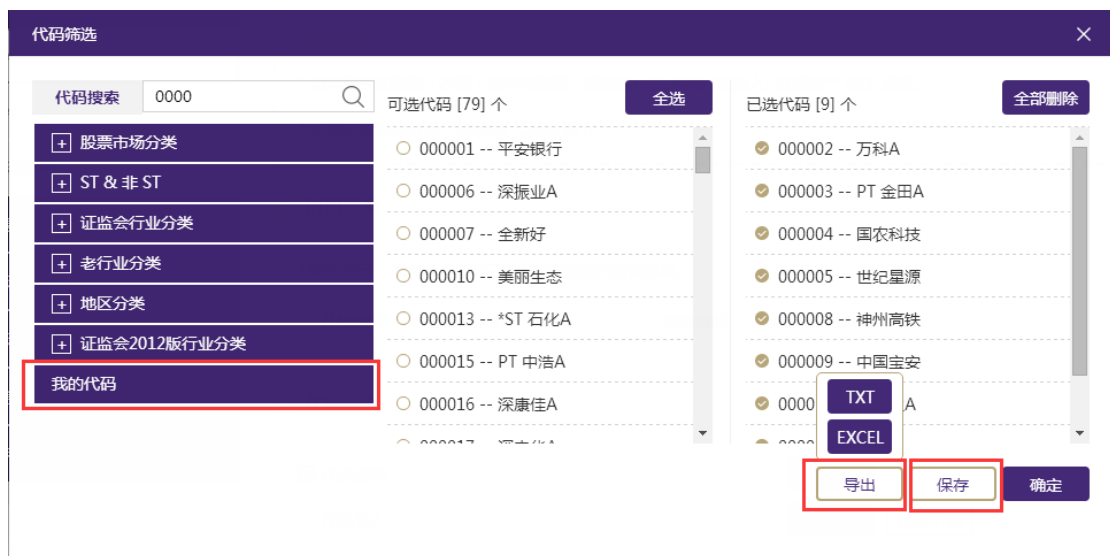 代码筛选
代码搜索 0000
股票市场分类
ST & 非 ST
证监会行业分类
老行业分类
地区分类
证监会2012版行业分类
我的代码
可选代码 [79] 个 全选
000001 -- 平安银行
000006 -- 深振业A
000007 -- 全新好
000010 -- 美丽生态
000013 -- *ST 石化A
000015 -- PT 中浩A
000016 -- 深康佳A
已选代码 [9] 个 全部删除
000002 -- 万科A
000003 -- PT 金田A
000004 -- 国农科技
000005 -- 世纪星源
000008 -- 神州高铁
000009 -- 中国宝安
TXT
EXCEL
导出 保存 确定